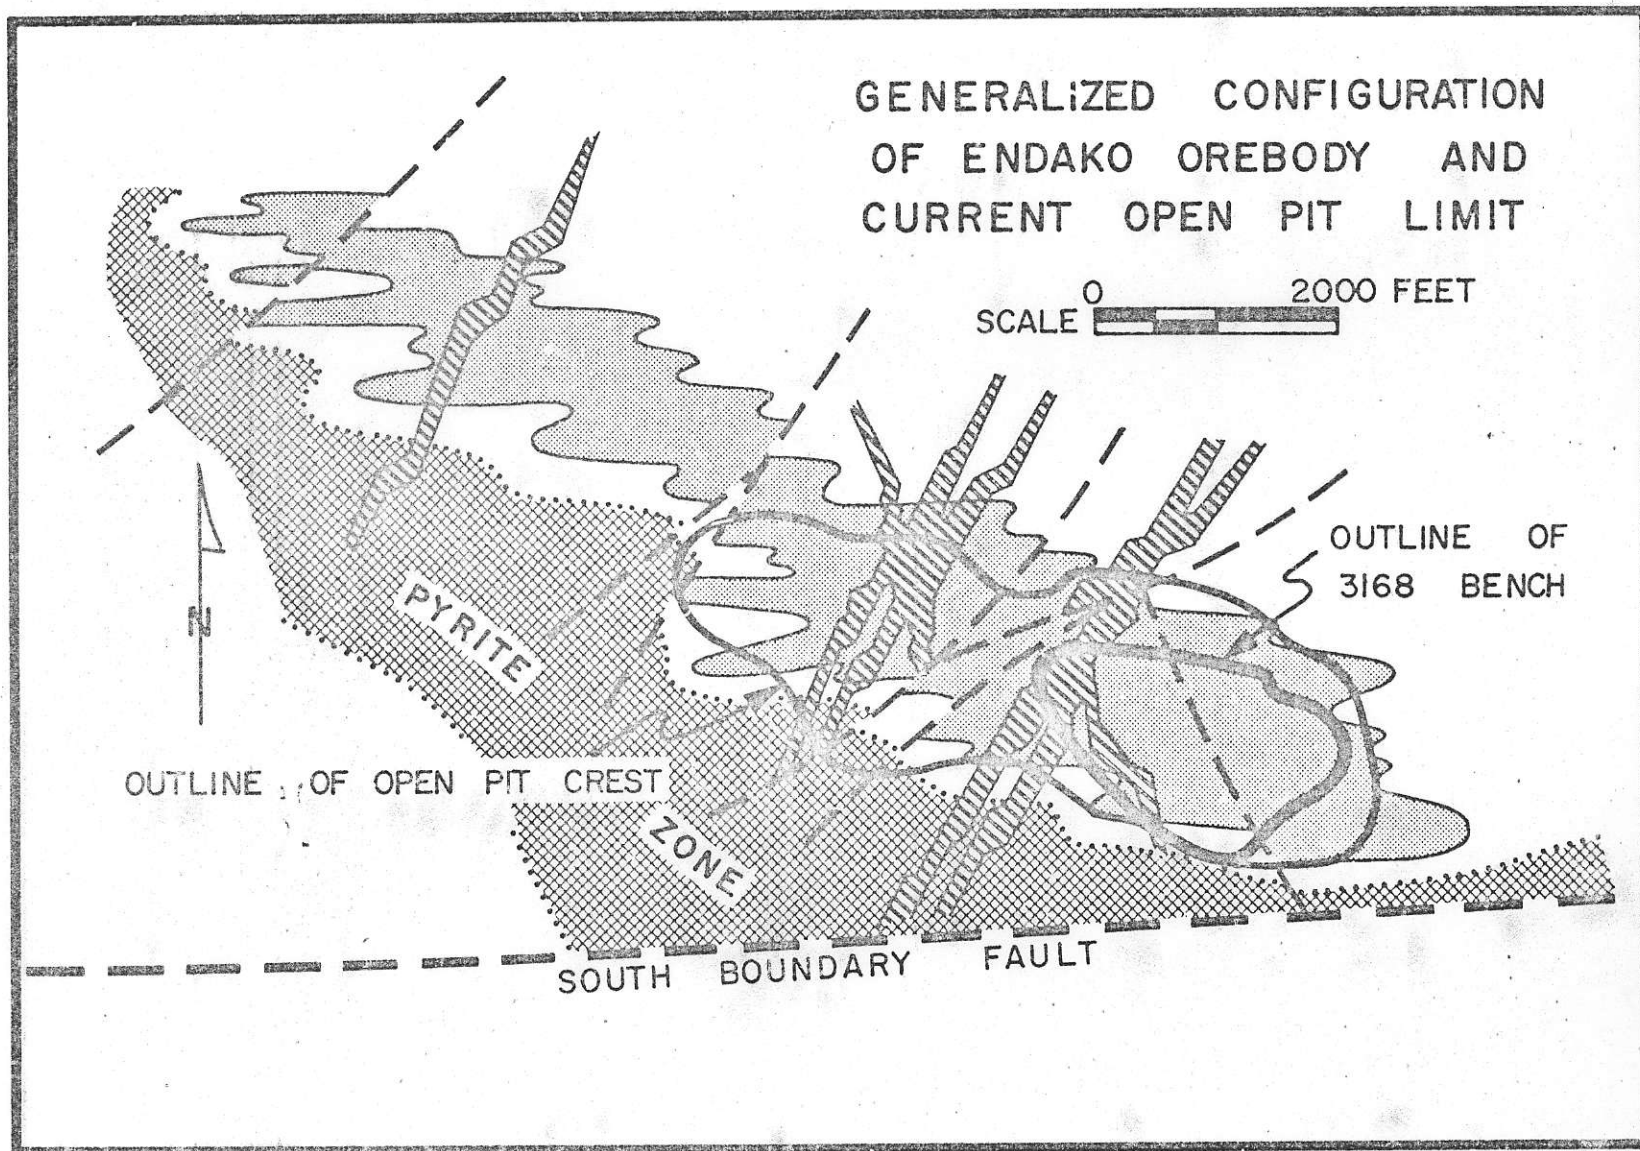 GENERALiZED CONFIGURATION
OF ENDAKO OREBODY AND
CURRENT OPEN PIT LIMIT
0 2000 FEET
SCALE
OUTLINE OF
3168 BENCH
N
PYRITE
ZONE
OUTLINE OF OPEN PIT CREST
SOUTH BOUNDARY FAULT